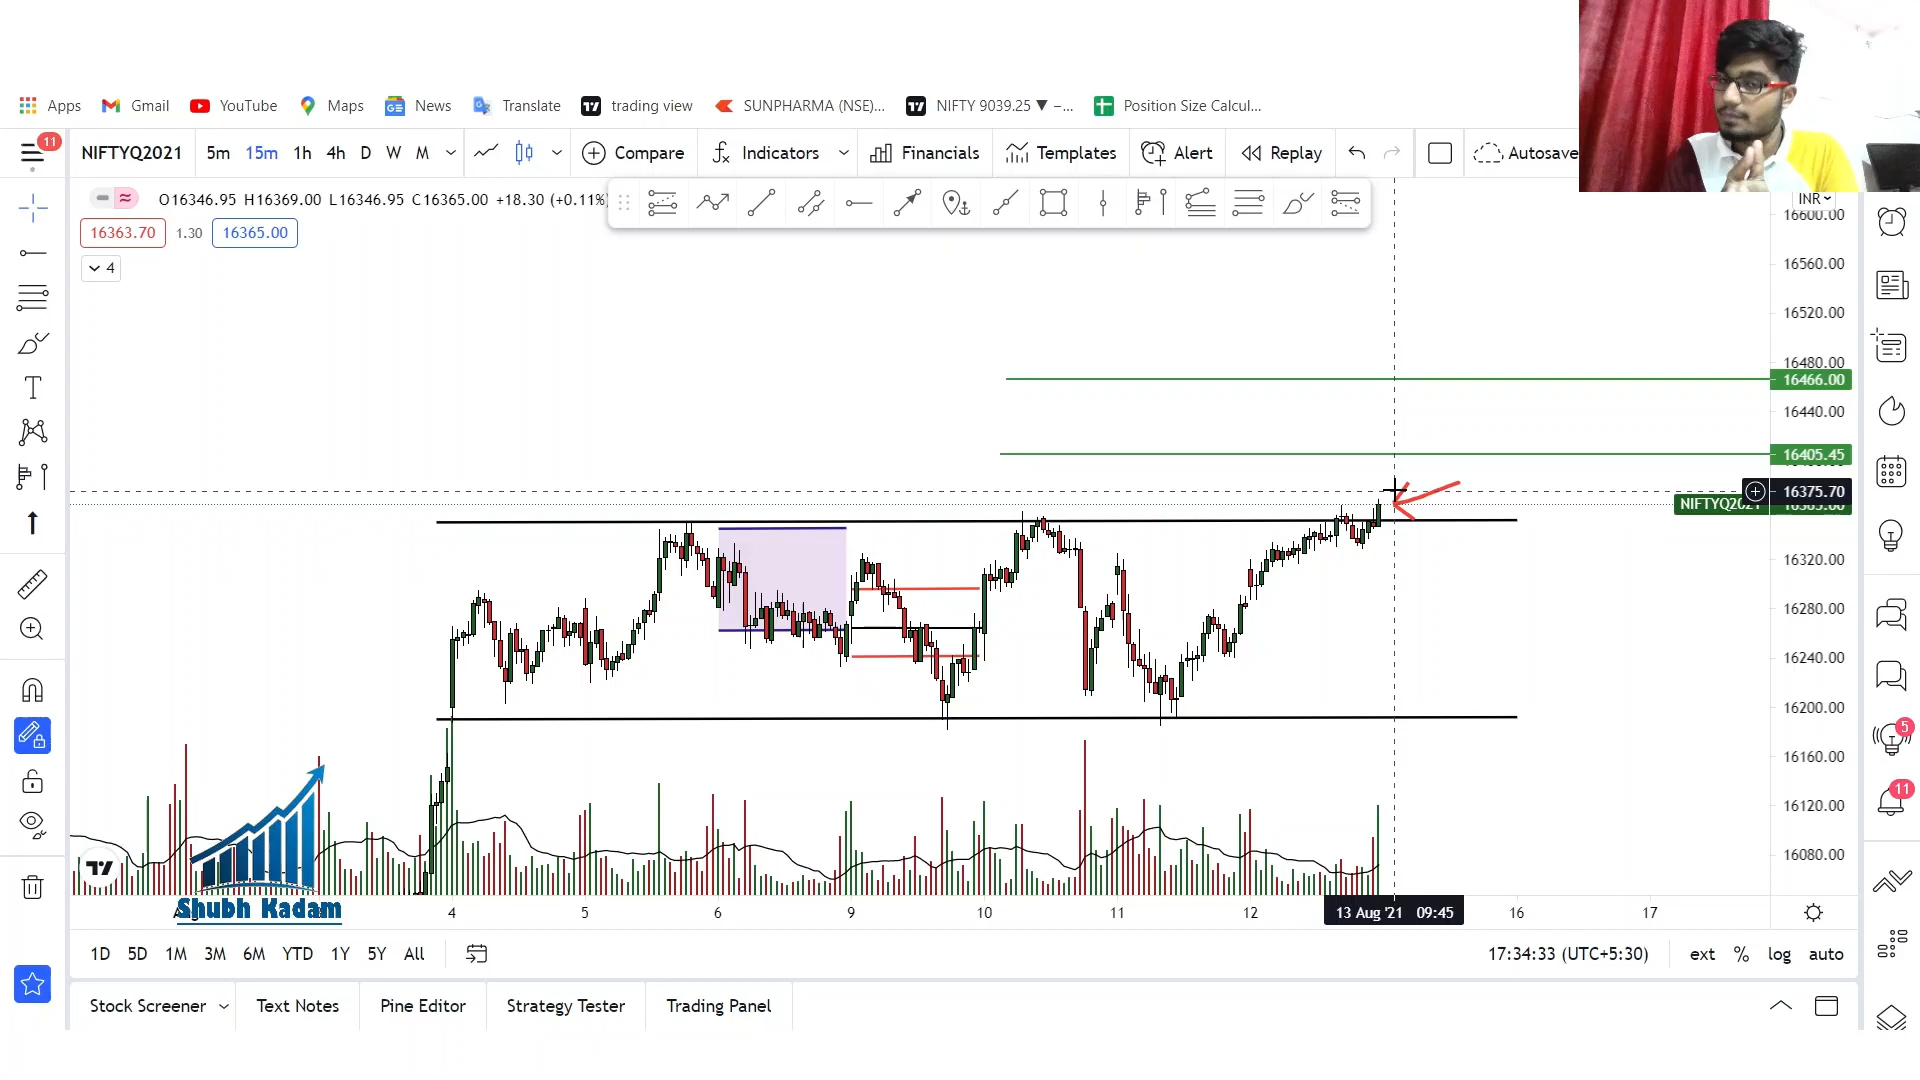 Apps Gmail YouTube Maps News Translate trading view SUNPHARMA (NSE)... NIFTY 9039.25 ▼ −... Position Size Calcul...
11 NIFTYQ2021 5m 15m 1h 4h D W M Compare Indicators Financials Templates Alert Replay Autosave
O16346.95 H16369.00 L16346.95 C16365.00 +18.30 (+0.11%
INR
16600.00
16363.70 1.30 16365.00
4
16560.00
16520.00
16480.00
16466.00
16440.00
16405.45
16375.70
NIFTYQ2021 16365.00
16320.00
16280.00
16240.00
16200.00
5
16160.00
11
16120.00
16080.00
Shubh Kadam
4 5 6 9 10 11 12 13 Aug '21 09:45 16 17
1D 5D 1M 3M 6M YTD 1Y 5Y All 17:34:33 (UTC+5:30) ext % log auto
Stock Screener Text Notes Pine Editor Strategy Tester Trading Panel